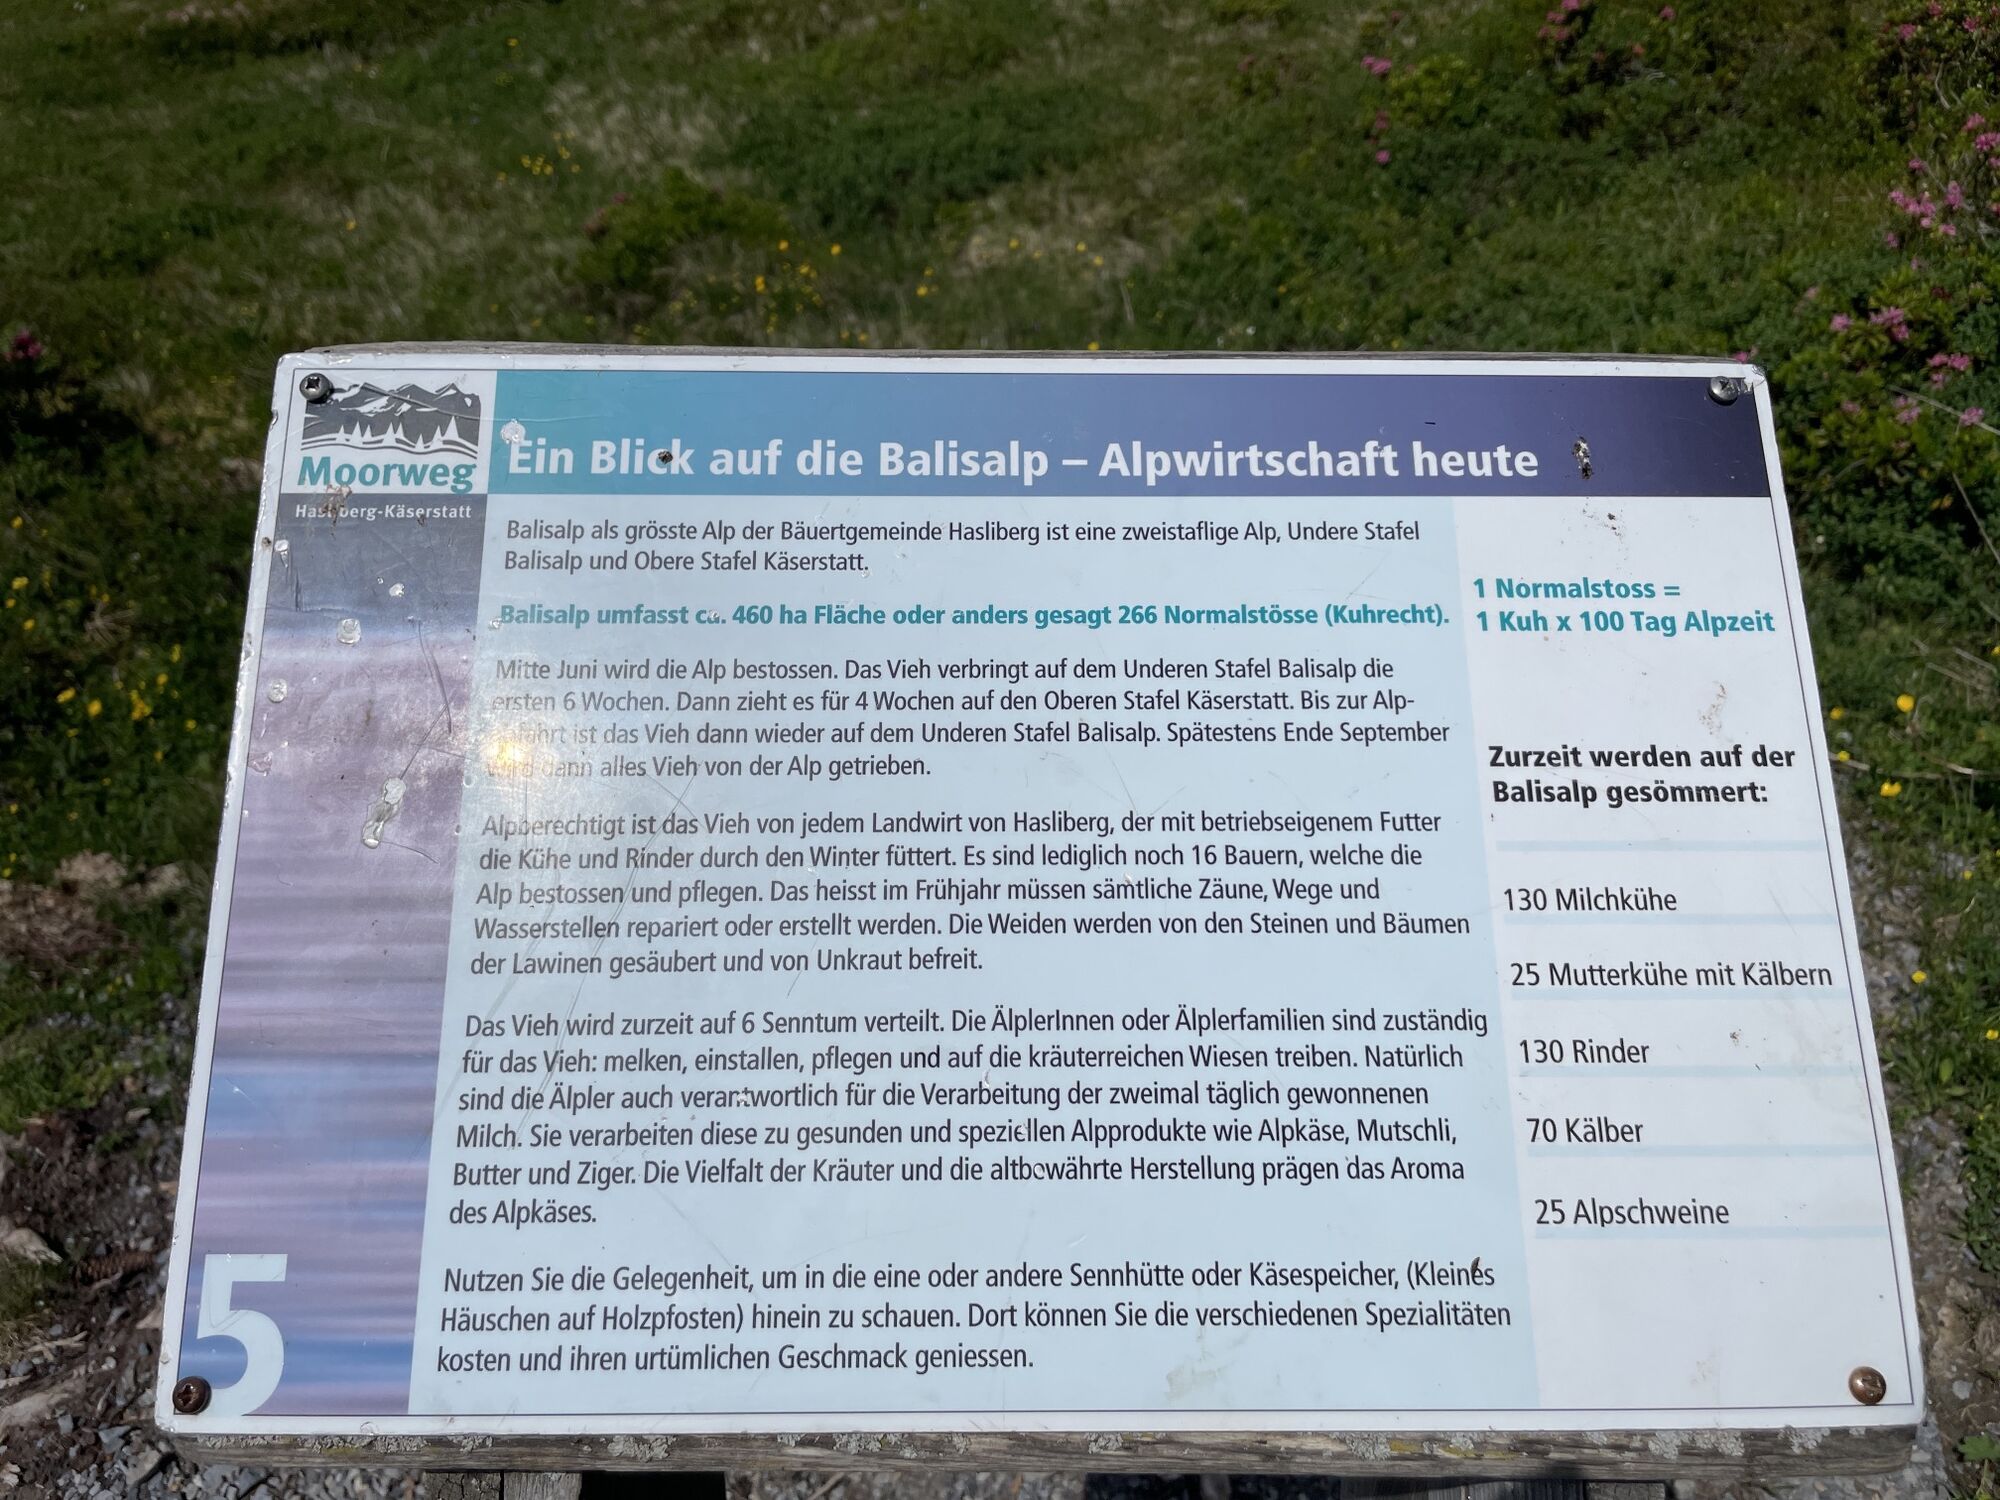 Moorweg
Hasliberg-Käserstatt
Ein Blick auf die Balisalp – Alpwirtschaft heute
Balisalp als grösste Alp der Bäuertgemeinde Hasliberg ist eine zweistaflige Alp, Undere Stafel
Balisalp und Obere Stafel Käserstatt.
Balisalp umfasst ca. 460 ha Fläche oder anders gesagt 266 Normalstösse (Kuhrecht).
Mitte Juni wird die Alp bestossen. Das Vieh verbringt auf dem Underen Stafel Balisalp die
ersten 6 Wochen. Dann zieht es für 4 Wochen auf den Oberen Stafel Käserstatt. Bis zur Alp-
ist das Vieh dann wieder auf dem Underen Stafel Balisalp. Spätestens Ende September
wird dann alles Vieh von der Alp getrieben.
Alpberechtigt ist das Vieh von jedem Landwirt von Hasliberg, der mit betriebseigenem Futter
die Kühe und Rinder durch den Winter füttert. Es sind lediglich noch 16 Bauern, welche die
Alp bestossen und pflegen. Das heisst im Frühjahr müssen sämtliche Zäune, Wege und
Wasserstellen repariert oder erstellt werden. Die Weiden werden von den Steinen und Bäumen
der Lawinen gesäubert und von Unkraut befreit.
Das Vieh wird zurzeit auf 6 Senntum verteilt. Die ÄlplerInnen oder Älplerfamilien sind zuständig
für das Vieh: melken, einstallen, pflegen und auf die kräuterreichen Wiesen treiben. Natürlich
sind die Älpler auch verantwortlich für die Verarbeitung der zweimal täglich gewonnenen
Milch. Sie verarbeiten diese zu gesunden und speziellen Alpprodukte wie Alpkäse, Mutschli,
Butter und Ziger. Die Vielfalt der Kräuter und die altbewährte Herstellung prägen das Aroma
des Alpkäses.
Nutzen Sie die Gelegenheit, um in die eine oder andere Sennhütte oder Käsespeicher, (Kleines
Häuschen auf Holzpfosten) hinein zu schauen. Dort können Sie die verschiedenen Spezialitäten
kosten und ihren urtümlichen Geschmack geniessen.
1 Normalstoss =
1 Kuh x 100 Tag Alpzeit
Zurzeit werden auf der
Balisalp gesömmert:
130 Milchkühe
25 Mutterkühe mit Kälbern
130 Rinder
70 Kälber
25 Alpschweine
5